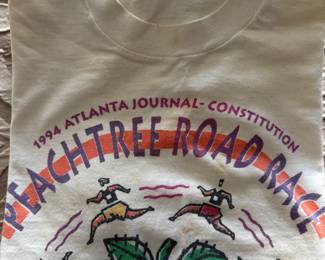 1994 ATLANTA JOURNAL-CONSTITUTION
PEACHTREE ROAD RACE